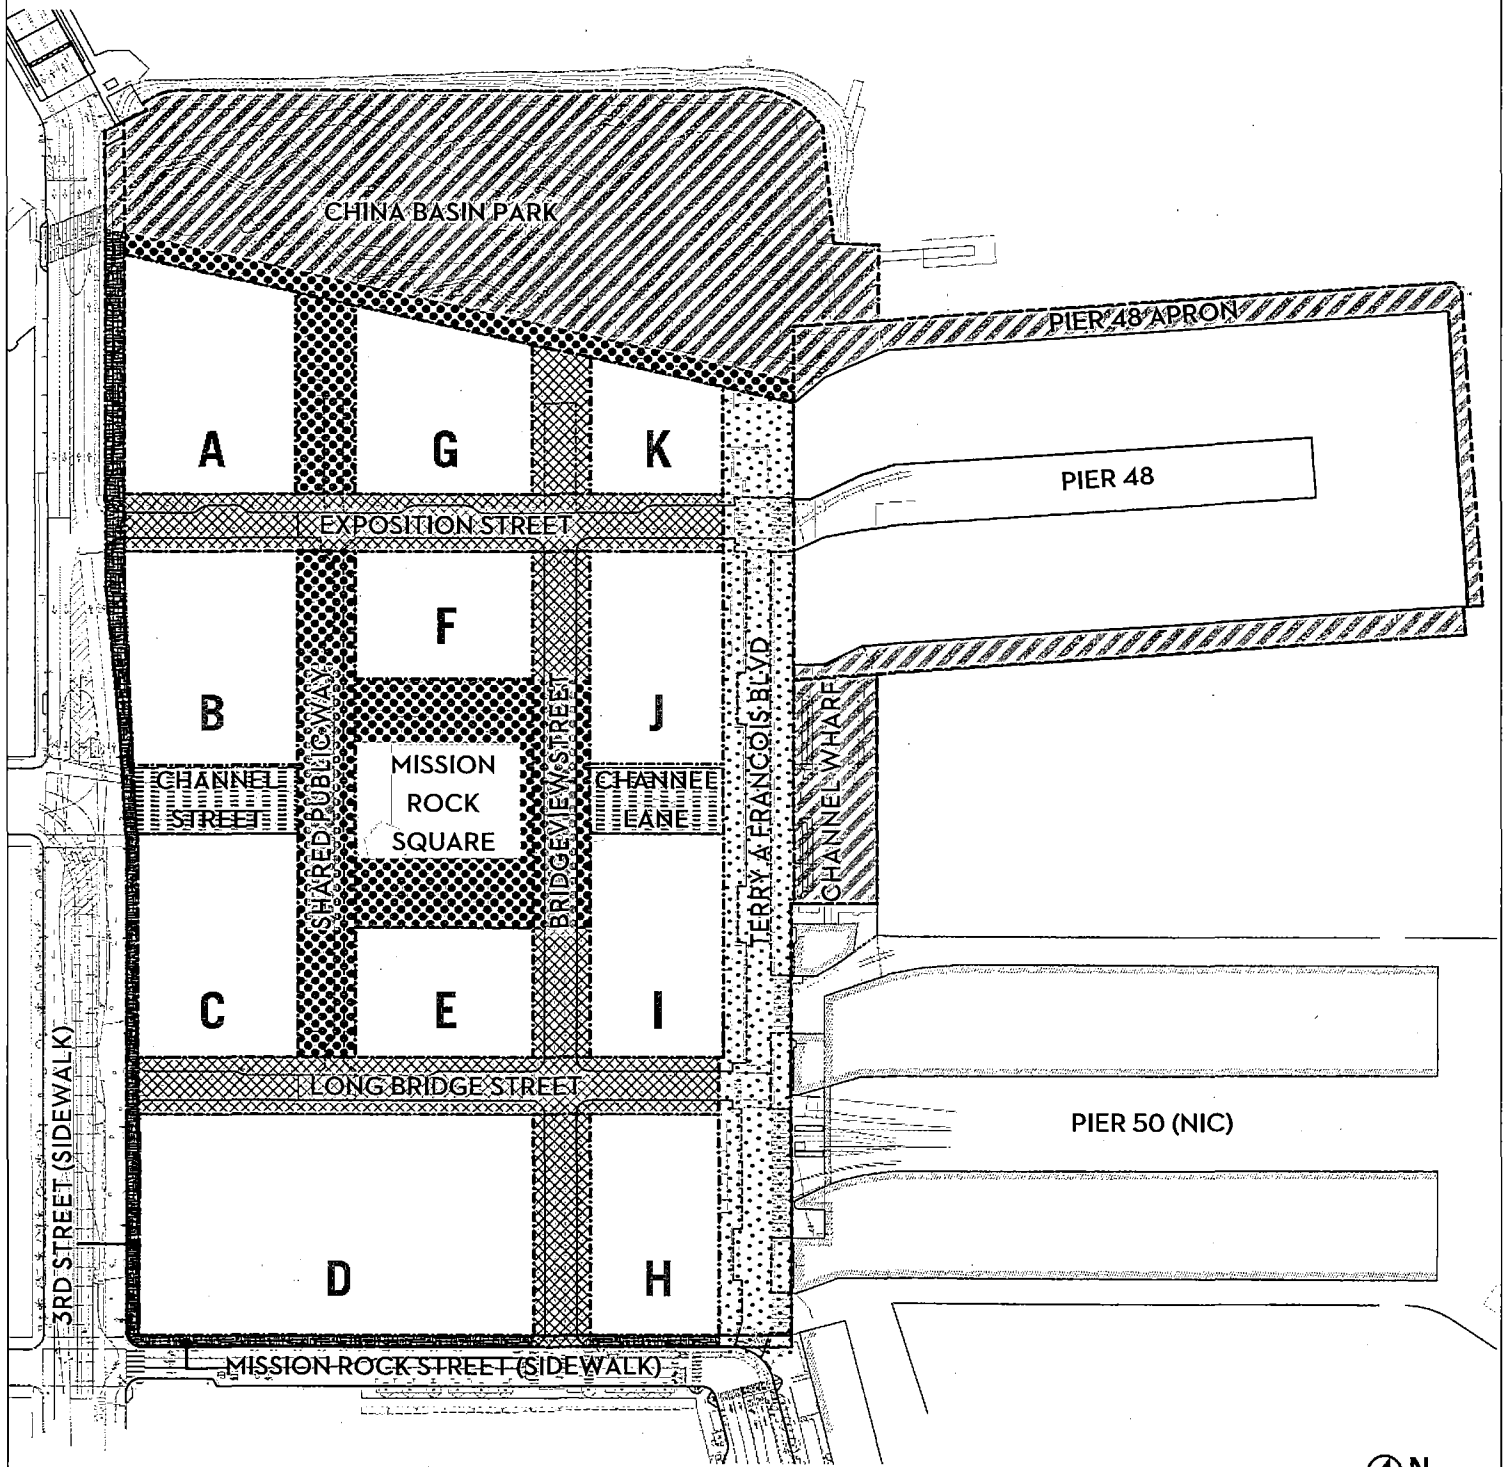 CHINA BASIN PARK
PIER 48 APRON
A
G
K
PIER 48
EXPOSITION STREET
F
B
J
SHARED PUBLIC WAY
BRIDGEVIEW STREET
TERRY A FRANCOIS BLVD
CHANNEL WHARF
MISSION
ROCK
SQUARE
CHANNEL
STREET
CHANNEL
LANE
C
E
I
3RD STREET (SIDEWALK)
LONG BRIDGE STREET
PIER 50 (NIC)
D
H
MISSION ROCK STREET (SIDEWALK)
N